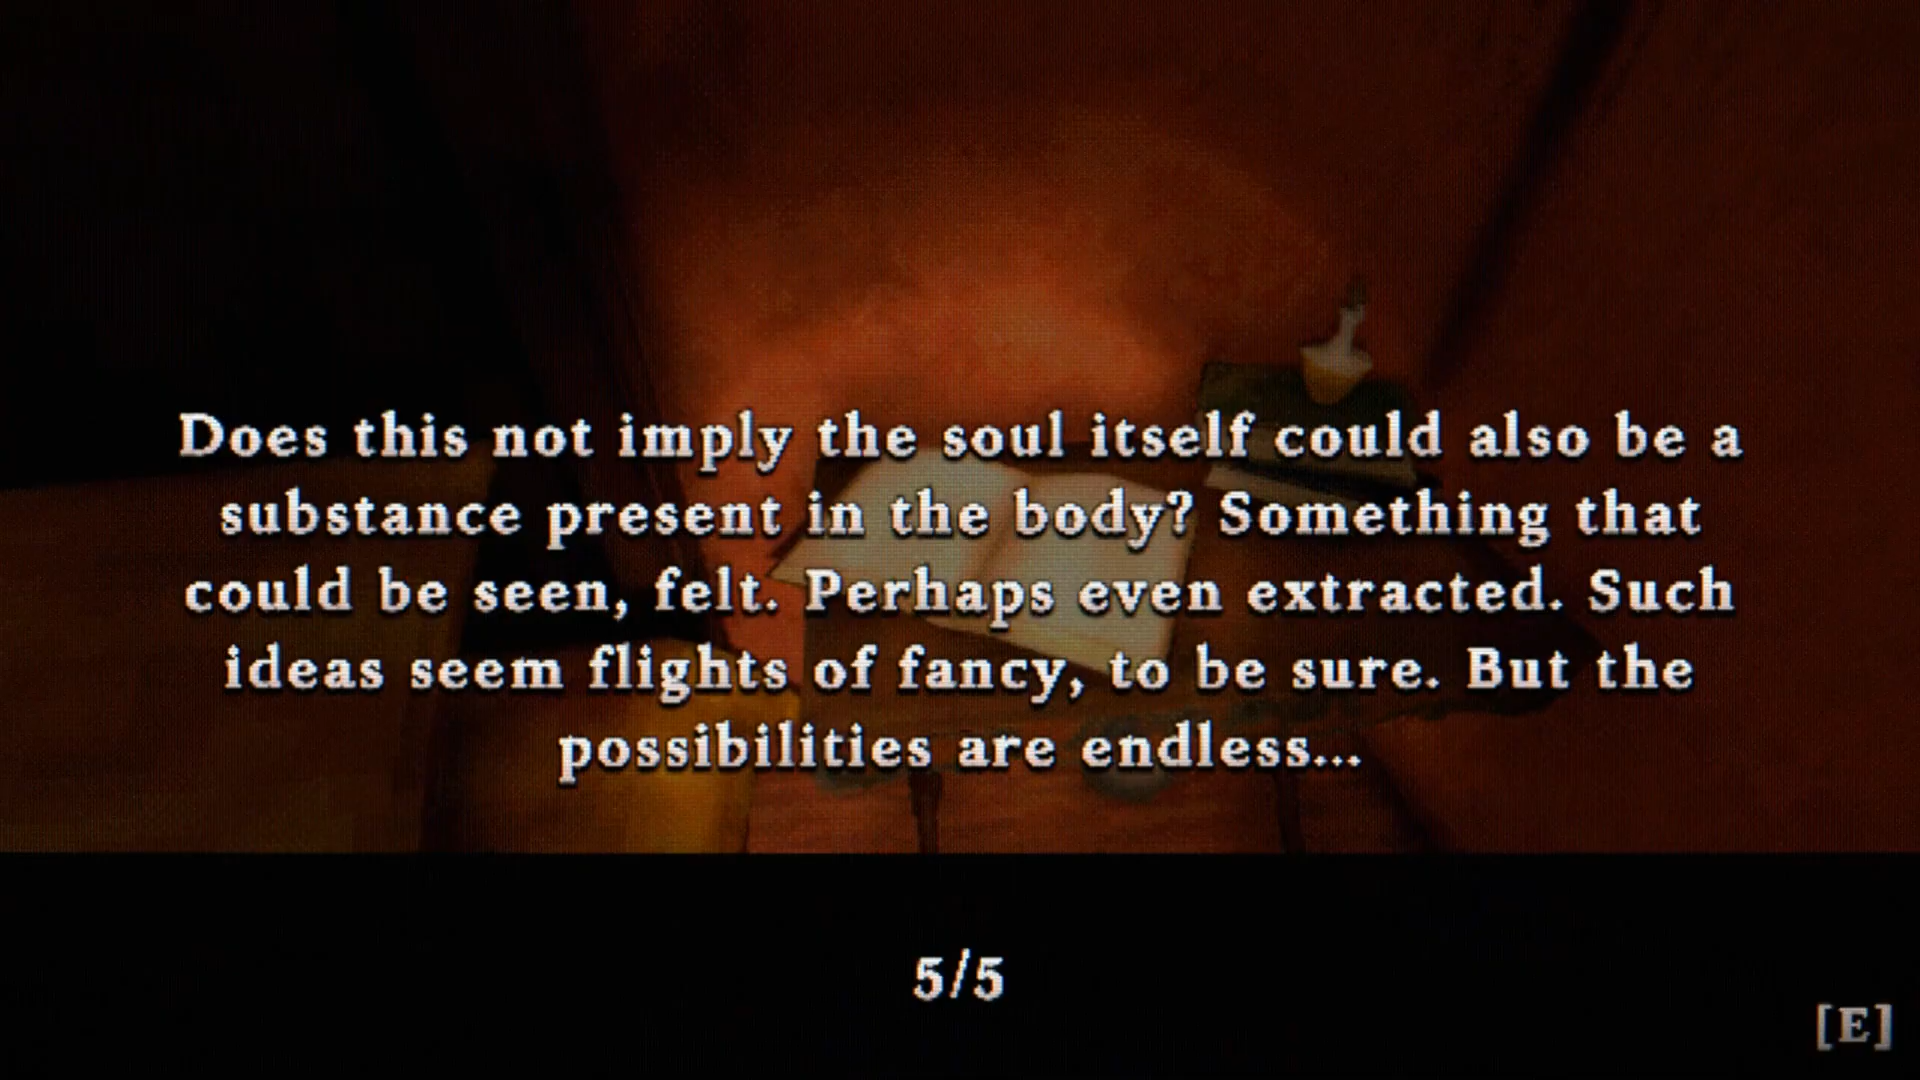 Does this not imply the soul itself could also be a
substance present in the body? Something that
could be seen, felt. Perhaps even extracted. Such
ideas seem flights of fancy, to be sure. But the
possibilities are endless...
5/5
[E]